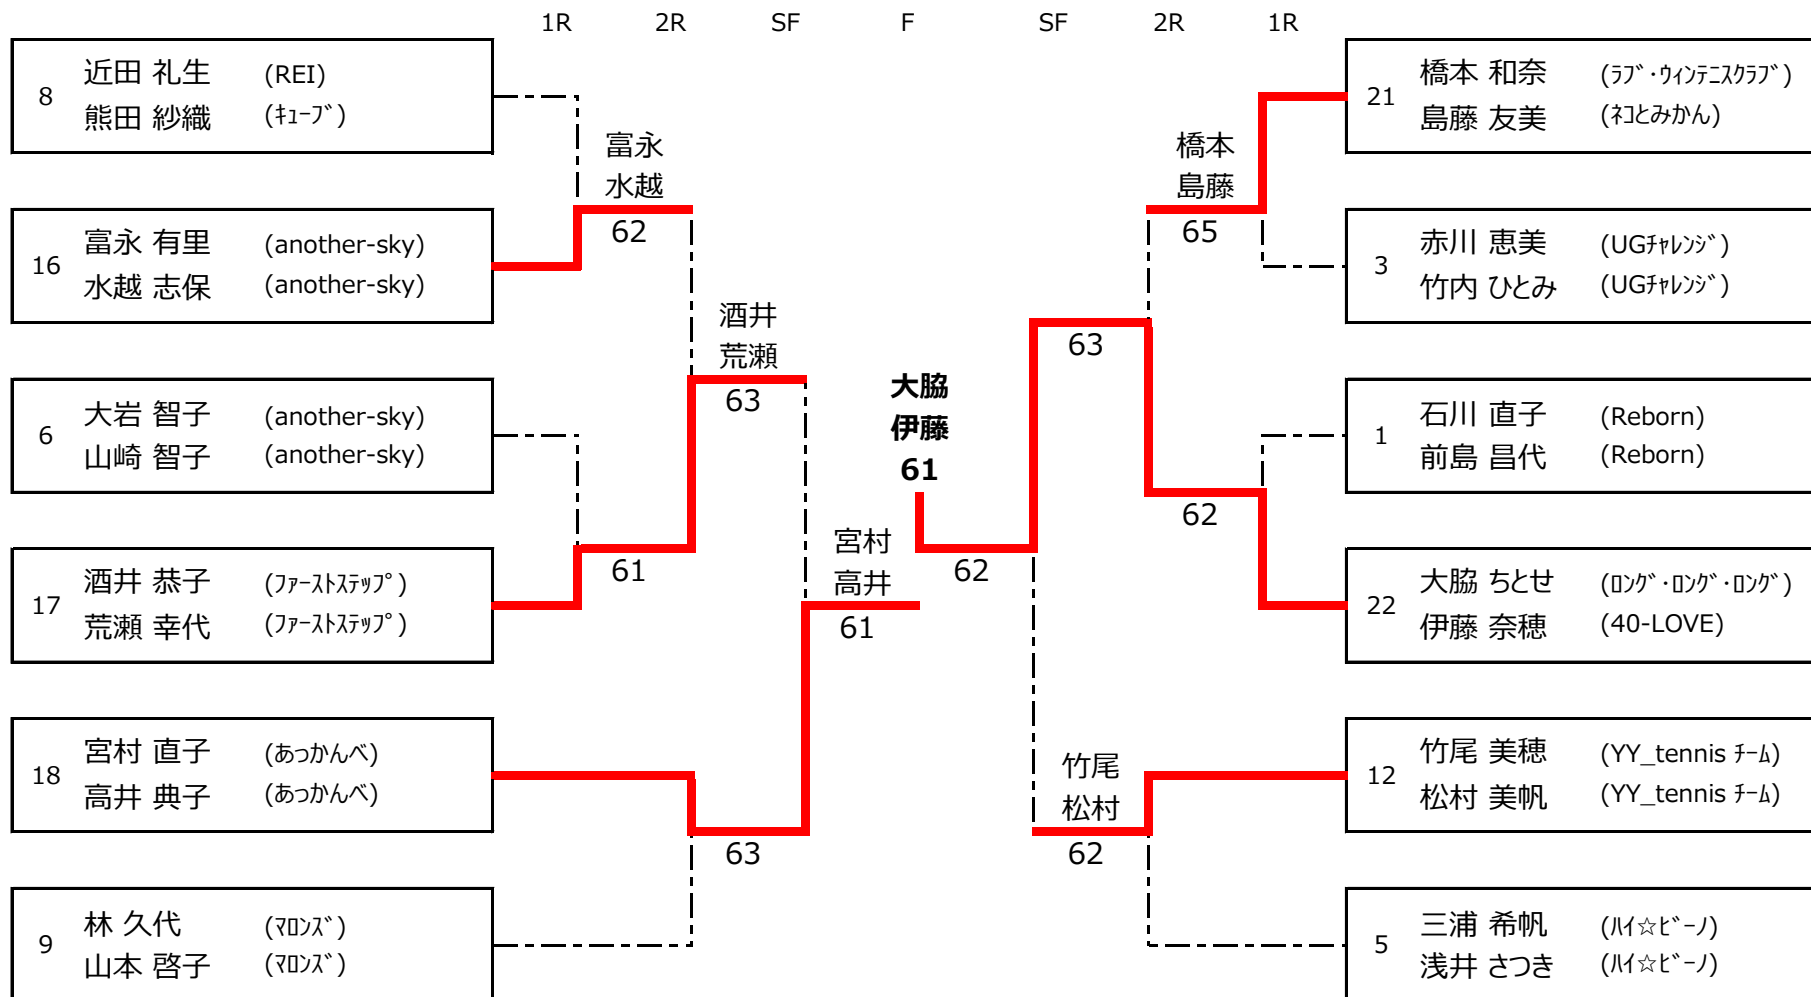 1R 2R SF F SF 2R 1R
8 近田 礼生 (REI)
熊田 紗織 (ｷｭｰﾌﾞ)
富永
水越
62
16 富永 有里 (another-sky)
水越 志保 (another-sky)
酒井
荒瀬
63
6 大岩 智子 (another-sky)
山崎 智子 (another-sky)
61
17 酒井 恭子 (ﾌｧｰｽﾄｽﾃｯﾌﾟ)
荒瀬 幸代 (ﾌｧｰｽﾄｽﾃｯﾌﾟ)
宮村
高井
61
18 宮村 直子 (あっかんべ)
高井 典子 (あっかんべ)
63
9 林 久代 (ﾏﾛﾝｽﾞ)
山本 啓子 (ﾏﾛﾝｽﾞ)
大脇
伊藤
61
62
21 橋本 和奈 (ﾗﾌﾞ・ｳｨﾝﾃﾆｽｸﾗﾌﾞ)
島藤 友美 (ﾈｺとみかん)
橋本
島藤
65
3 赤川 恵美 (UGﾁｬﾚﾝｼﾞ)
竹内 ひとみ (UGﾁｬﾚﾝｼﾞ)
63
1 石川 直子 (Reborn)
前島 昌代 (Reborn)
62
22 大脇 ちとせ (ﾛﾝｸﾞ・ﾛﾝｸﾞ・ﾛﾝｸﾞ)
伊藤 奈穂 (40-LOVE)
12 竹尾 美穂 (YY_tennis ﾁｰﾑ)
松村 美帆 (YY_tennis ﾁｰﾑ)
竹尾
松村
62
5 三浦 希帆 (ﾊｲ☆ﾋﾞｰﾉ)
浅井 さつき (ﾊｲ☆ﾋﾞｰﾉ)